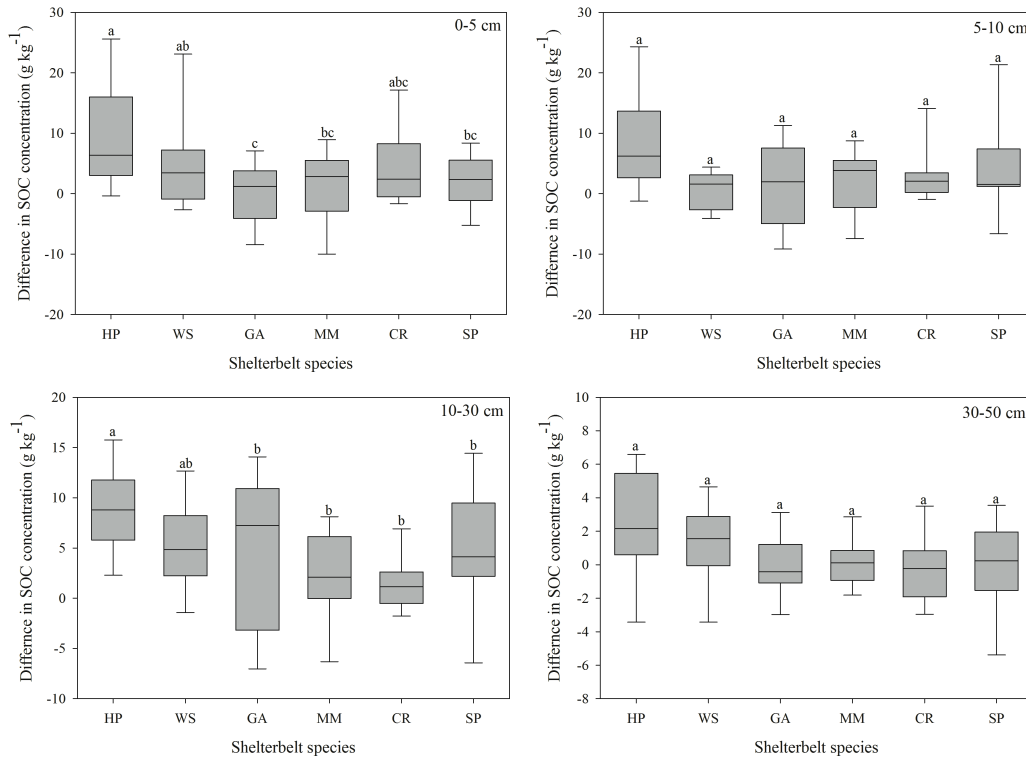 Difference in SOC concentration (g kg-1)
0-5 cm
30
20
10
0
-10
-20
a
ab
c
bc
abc
bc
HP WS GA MM CR SP
Shelterbelt species
Differnce in SOC concentration (g kg-1)
5-10 cm
30
20
10
0
-10
-20
a
a
a
a
a
a
HP WS GA MM CR SP
Shelterbelt species
Differnce in SOC concentration (g kg-1)
10-30 cm
20
15
10
5
0
-5
-10
a
ab
b
b
b
b
HP WS GA MM CR SP
Shelterbelt species
Differnce in SOC concentration (g kg-1)
30-50 cm
10
8
6
4
2
0
-2
-4
-6
-8
a
a
a
a
a
a
HP WS GA MM CR SP
Shelterbelt species